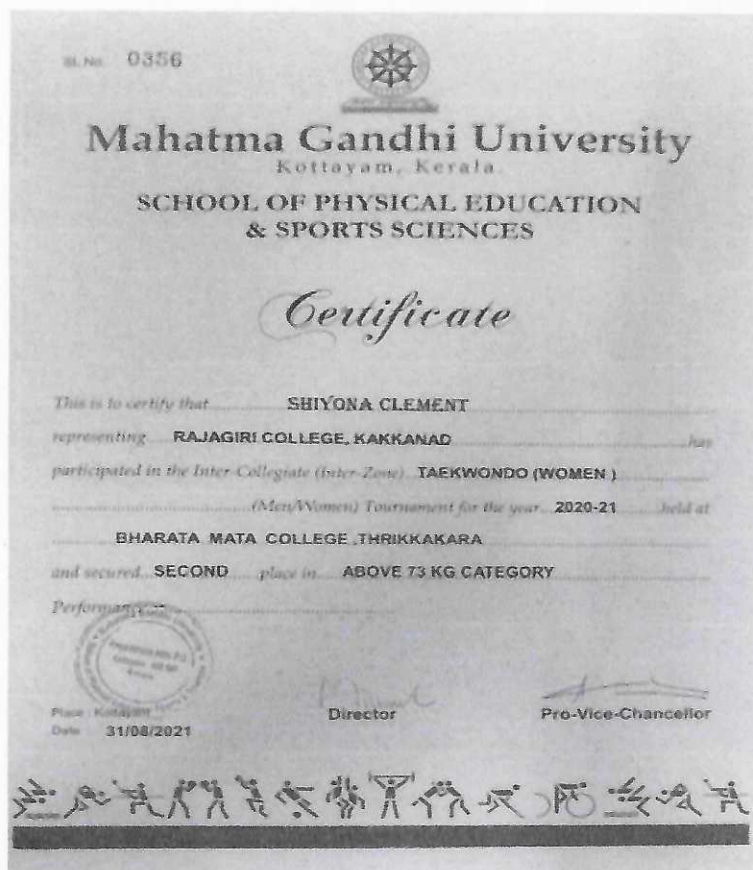 SL.No. 0356
Mahatma Gandhi University
Kottayam, Kerala
SCHOOL OF PHYSICAL EDUCATION
& SPORTS SCIENCES
Certificate
This is to certify that SHIYONA CLEMENT
representing RAJAGIRI COLLEGE, KAKKANAD has
participated in the Inter-Collegiate (Inter-Zone) TAEKWONDO (WOMEN )
(Men/Women) Tournament for the year 2020-21 held at
BHARATA MATA COLLEGE ,THRIKKAKARA
and secured SECOND place in ABOVE 73 KG CATEGORY
Performance --
Place : Kottayam
Date 31/08/2021
Director
Pro-Vice-Chancellor